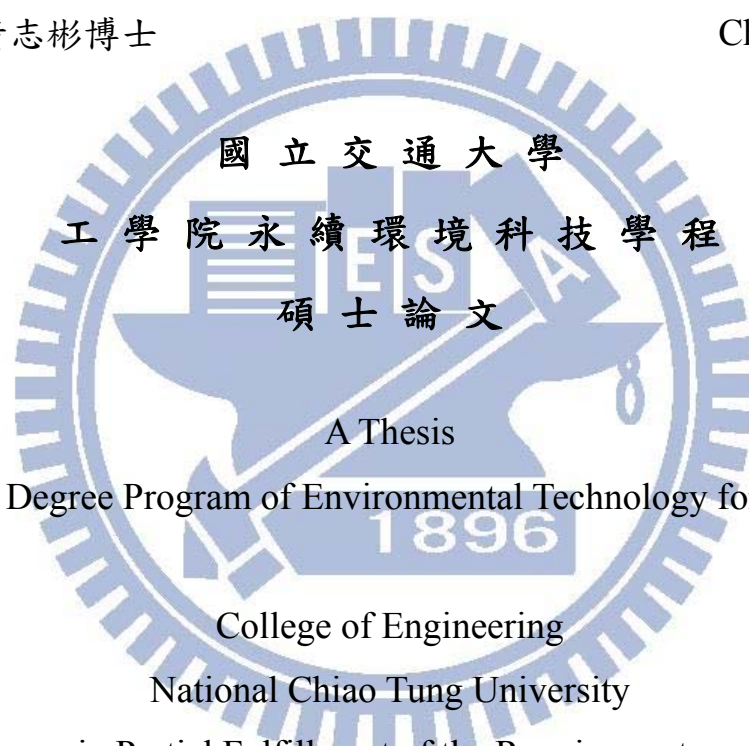 志彬博士
國立交通大學
工學院永續環境科技學程
碩士論文
ESA
A Thesis
Degree Program of Environmental Technology fo
1896
College of Engineering
National Chiao Tung University